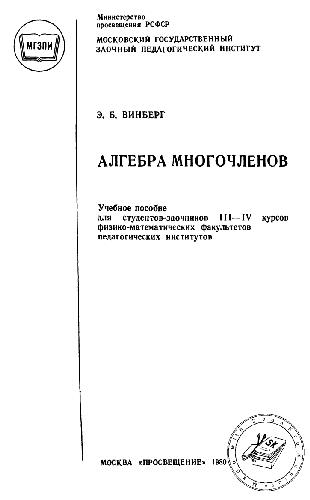 Министерство
просвещения РСФСР
МОСКОВСКИЙ ГОСУДАРСТВЕННЫЙ
ЗАОЧНЫЙ ПЕДАГОГИЧЕСКИЙ ИНСТИТУТ
МГЗПИ
Э. Б. ВИНБЕРГ
АЛГЕБРА МНОГОЧЛЕНОВ
Учебное пособие
для студентов-заочников III—IV курсов
физико-математических факультетов
педагогических институтов
МОСКВА «ПРОСВЕЩЕНИЕ» 1980